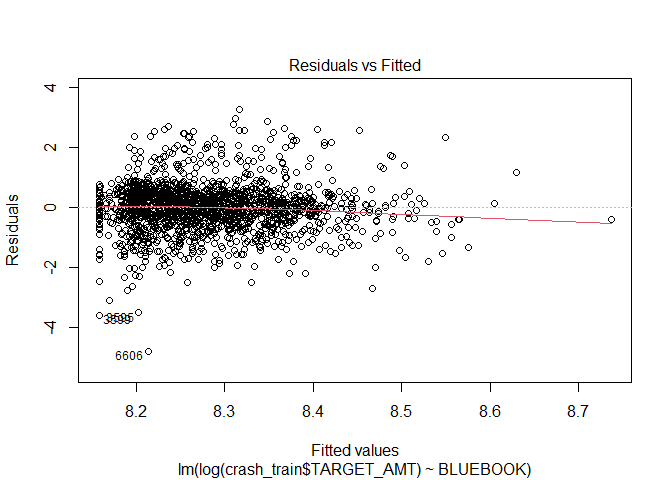 Residuals vs Fitted
4
2
0
-2
-4
Residuals
3599
6606
8.2 8.3 8.4 8.5 8.6 8.7
Fitted values
lm(log(crash_train$TARGET_AMT) ~ BLUEBOOK)